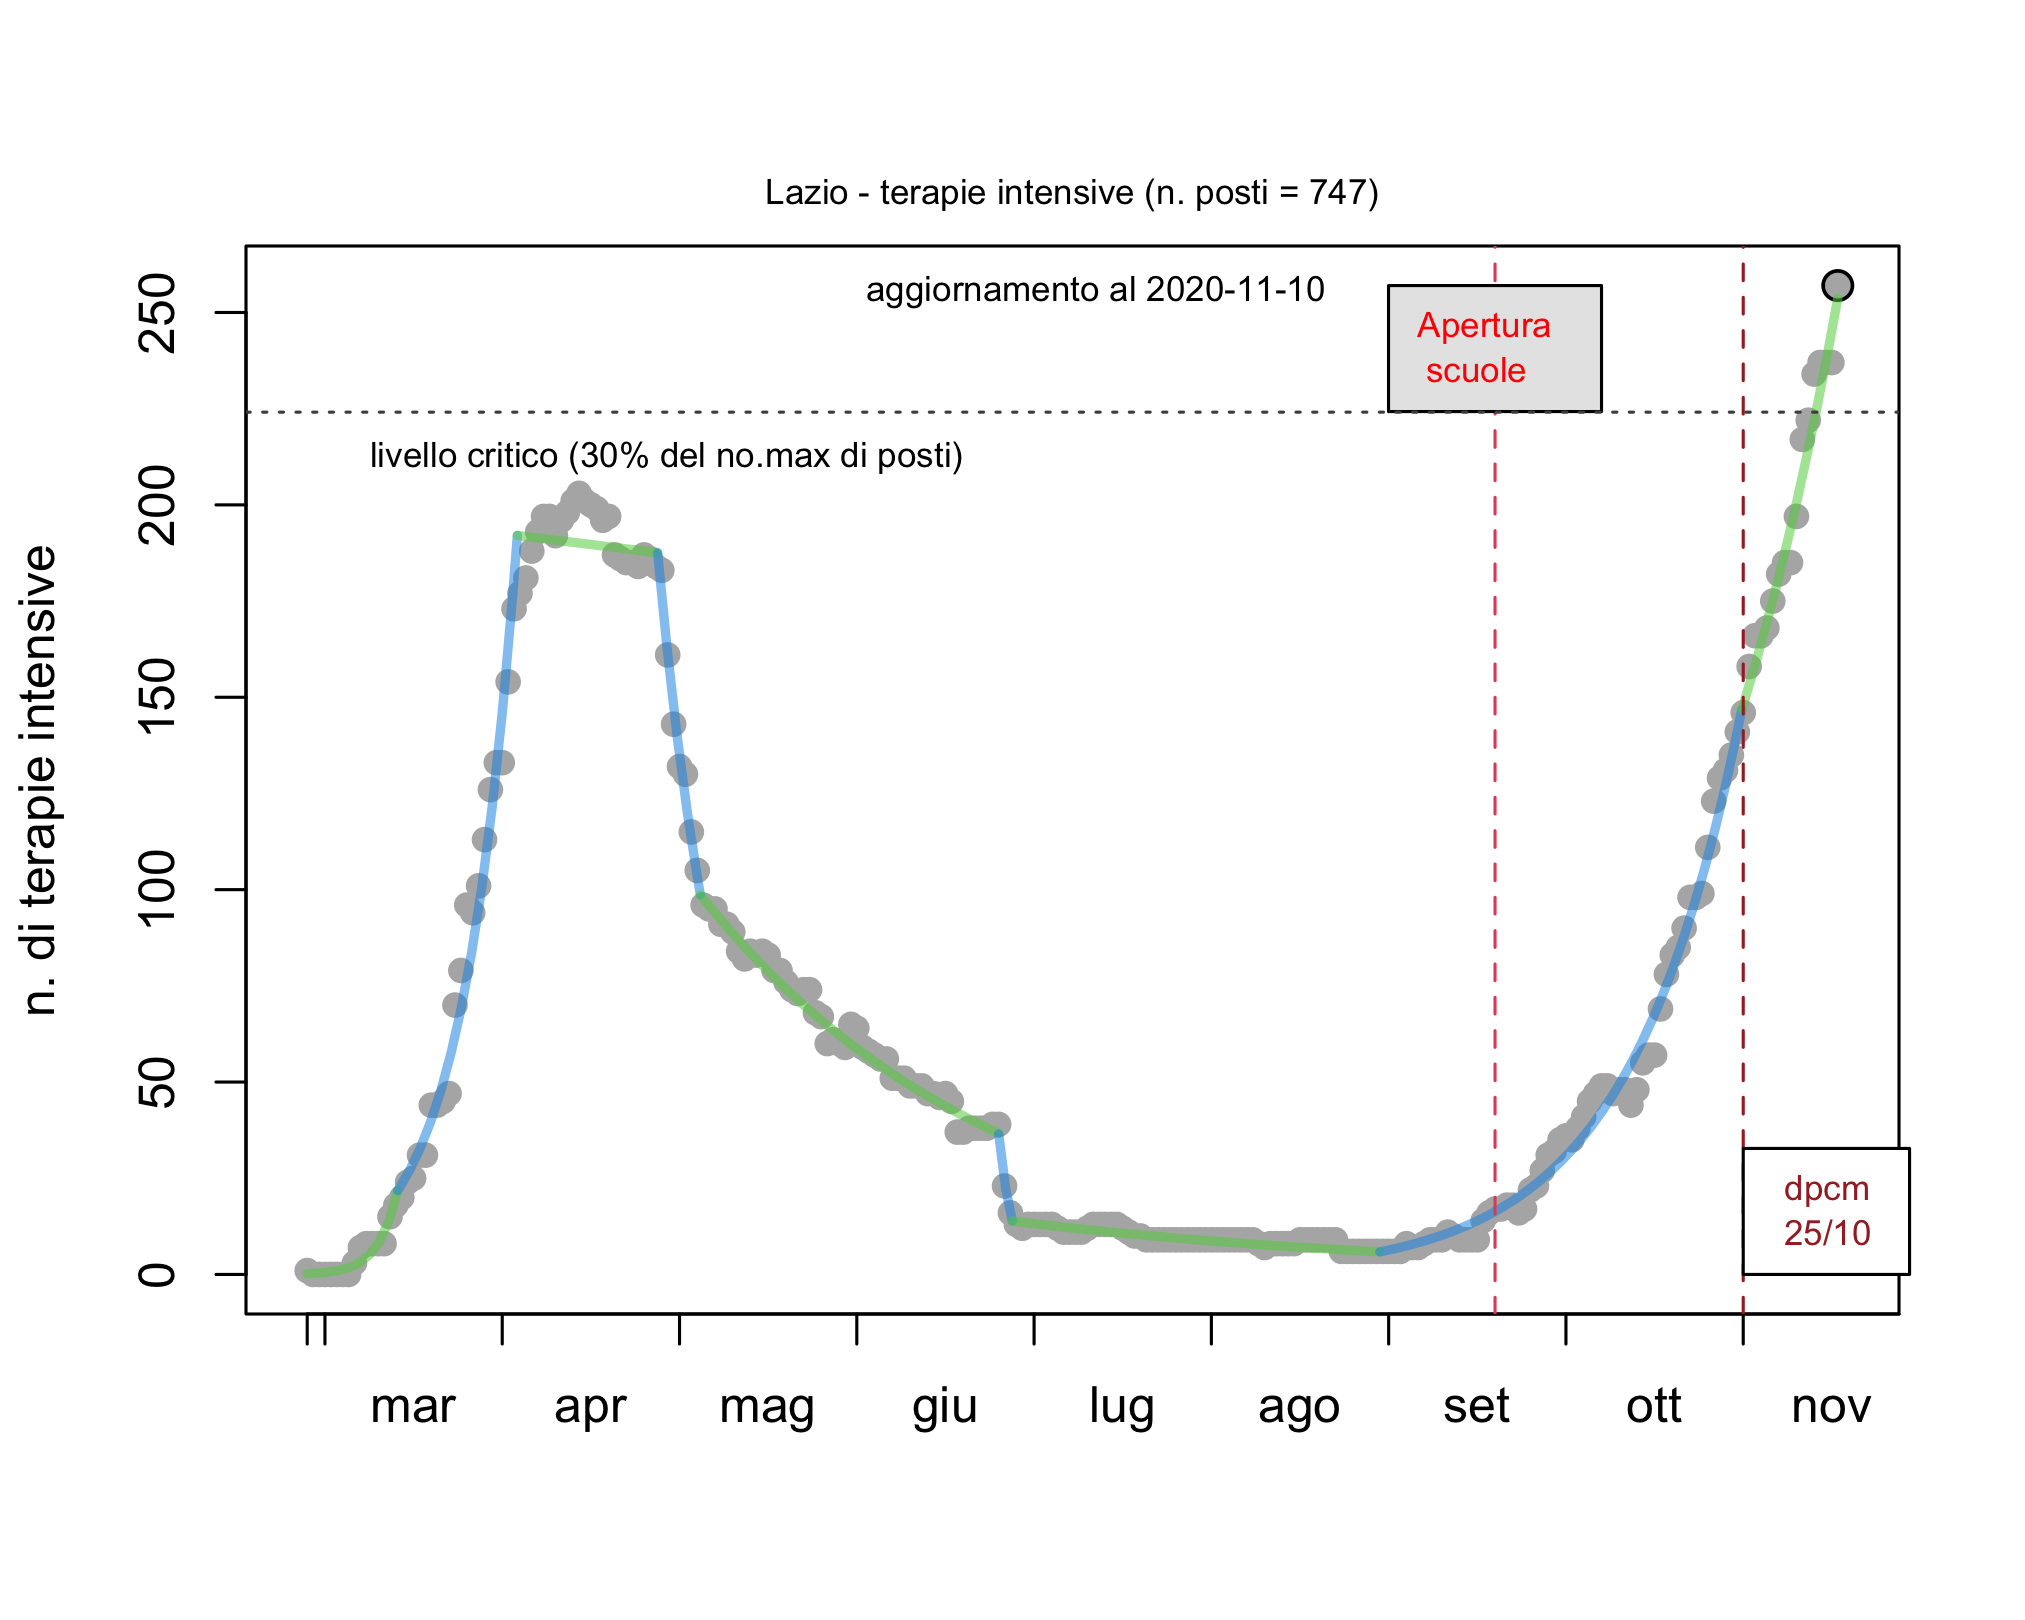 Lazio - terapie intensive (n. posti = 747)
aggiornamento al 2020-11-10
Apertura
scuole
livello critico (30% del no.max di posti)
n. di terapie intensive
250
200
150
100
50
0
dpcm
25/10
mar apr mag giu lug ago set ott nov